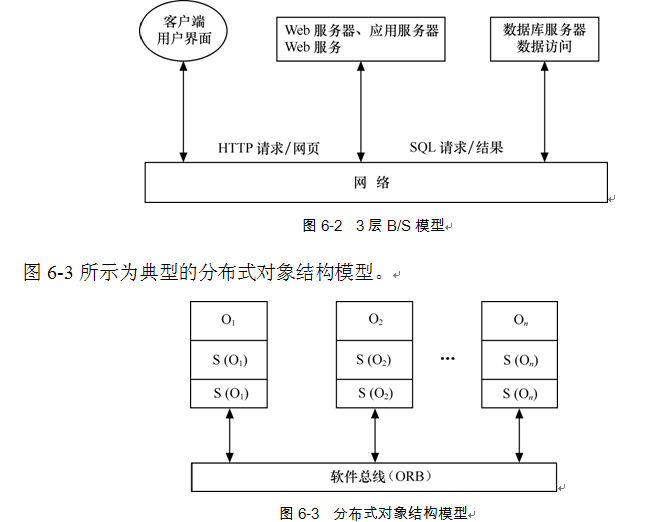 客户端
用户界面
Web 服务器、应用服务器
Web 服务
数据库服务器
数据访问
HTTP 请求/网页
SQL 请求/结果
网 络
图 6-2 3 层 B/S 模型
图 6-3 所示为典型的分布式对象结构模型。
O1 O2 On
S (O1) S (O2) ··· S (On)
S (O1) S (O2) S (On)
软件总线(ORB)
图 6-3 分布式对象结构模型